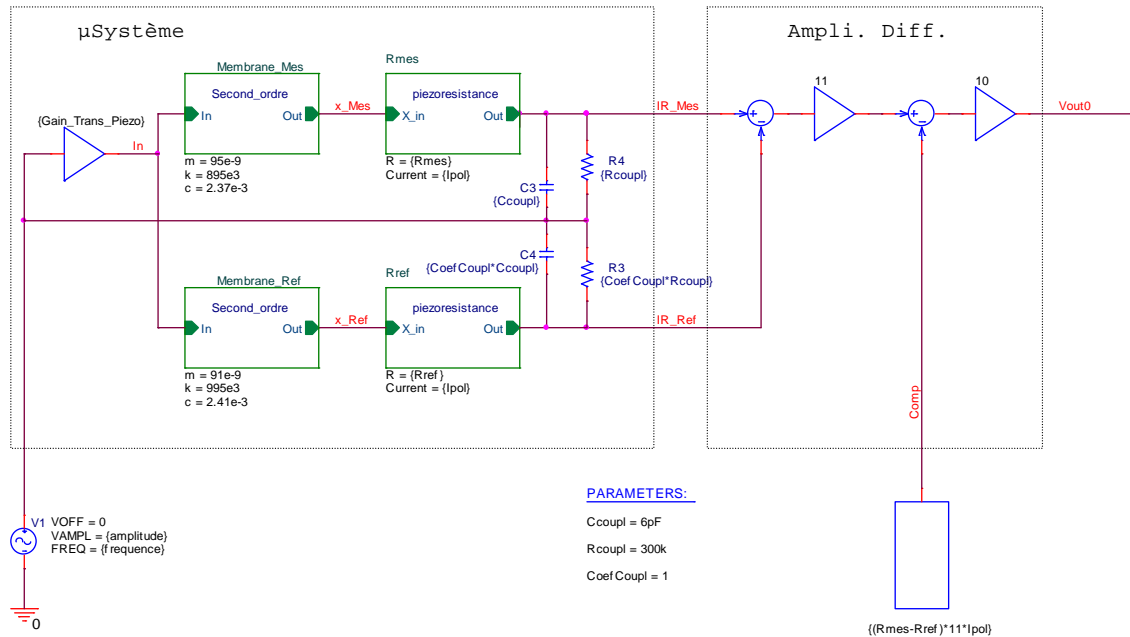 µSystème
Ampli. Diff.
Membrane_Mes
Rmes
Second_ordre
piezoresistance
{Gain_Trans_Piezo}
In
In
Out
x_Mes
X_in
Out
IR_Mes
m = 95e-9
k = 895e3
c = 2.37e-3
R = {Rmes}
Current = {Ipol}
C3
{Ccoupl}
R4
{Rcoupl}
11
+
-
+
-
10
Vout0
C4
{CoefCoupl*Ccoupl}
R3
{CoefCoupl*Rcoupl}
Membrane_Ref
Rref
Second_ordre
piezoresistance
In
Out
x_Ref
X_in
Out
IR_Ref
m = 91e-9
k = 995e3
c = 2.41e-3
R = {Rref}
Current = {Ipol}
Comp
V1
VOFF = 0
VAMPL = {amplitude}
FREQ = {frequence}
+
-
0
PARAMETERS:
Ccoupl = 6pF
Rcoupl = 300k
CoefCoupl = 1
{(Rmes-Rref)*11*Ipol}